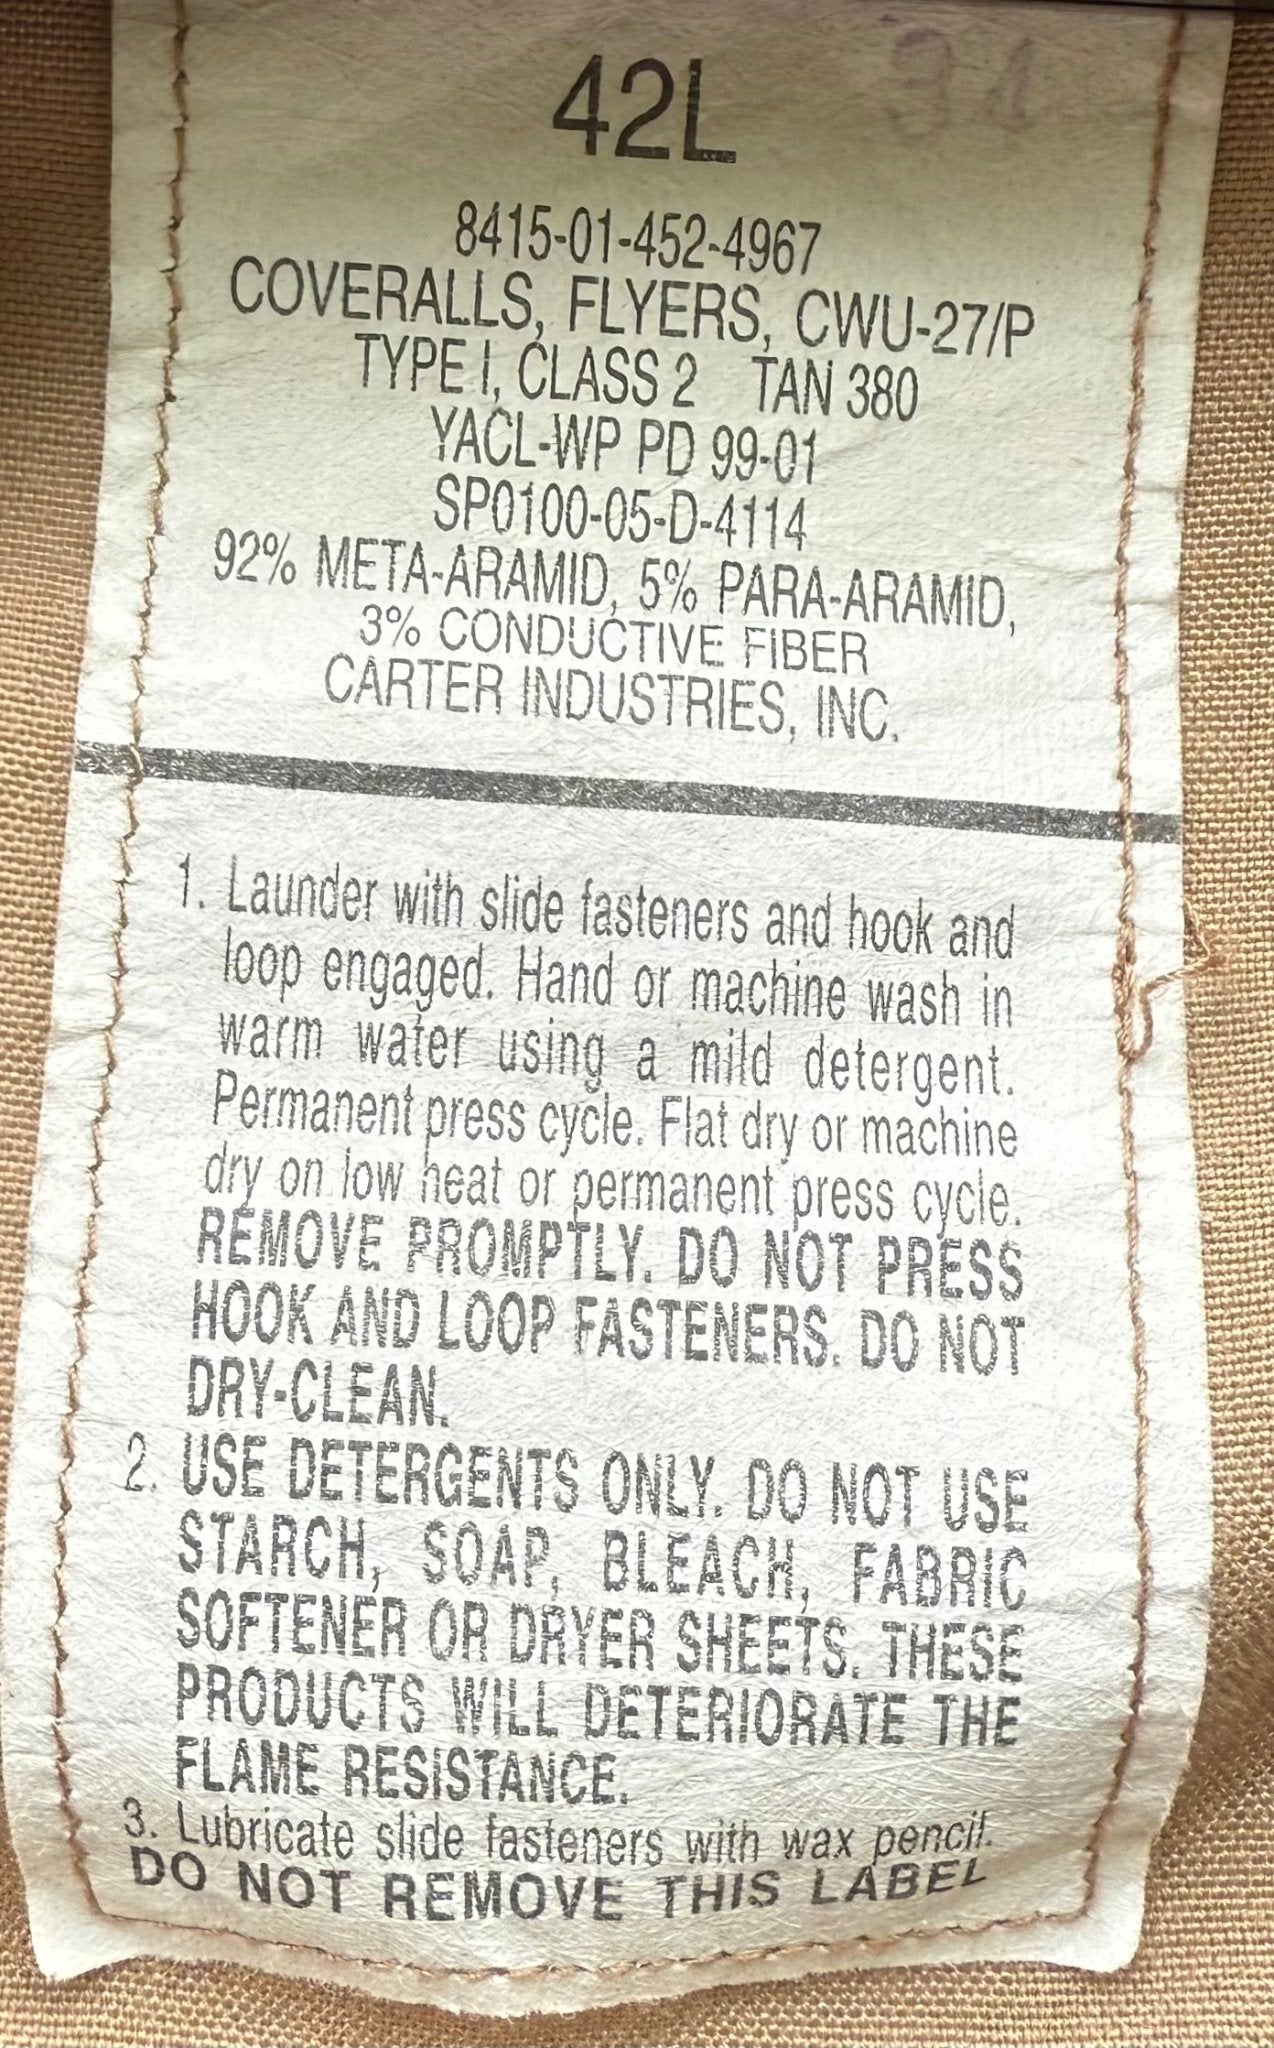 42L
8415-01-452-4967
COVERALLS, FLYERS, CWU-27/P
TYPE I, CLASS 2 TAN 380
YACL-WP PD 99-01
SP0100-05-D-4114
92% META-ARAMID, 5% PARA-ARAMID,
3% CONDUCTIVE FIBER
CARTER INDUSTRIES, INC.
1. Launder with slide fasteners and hook and
loop engaged. Hand or machine wash in
warm water using a mild detergent.
Permanent press cycle. Flat dry or machine
dry on low heat or permanent press cycle.
REMOVE PROMPTLY. DO NOT PRESS
HOOK AND LOOP FASTENERS. DO NOT
DRY-CLEAN.
2. USE DETERGENTS ONLY. DO NOT USE
STARCH, SOAP, BLEACH, FABRIC
SOFTENER OR DRYER SHEETS. THESE
PRODUCTS WILL DETERIORATE THE
FLAME RESISTANCE.
3. Lubricate slide fasteners with wax pencil.
DO NOT REMOVE THIS LABEL